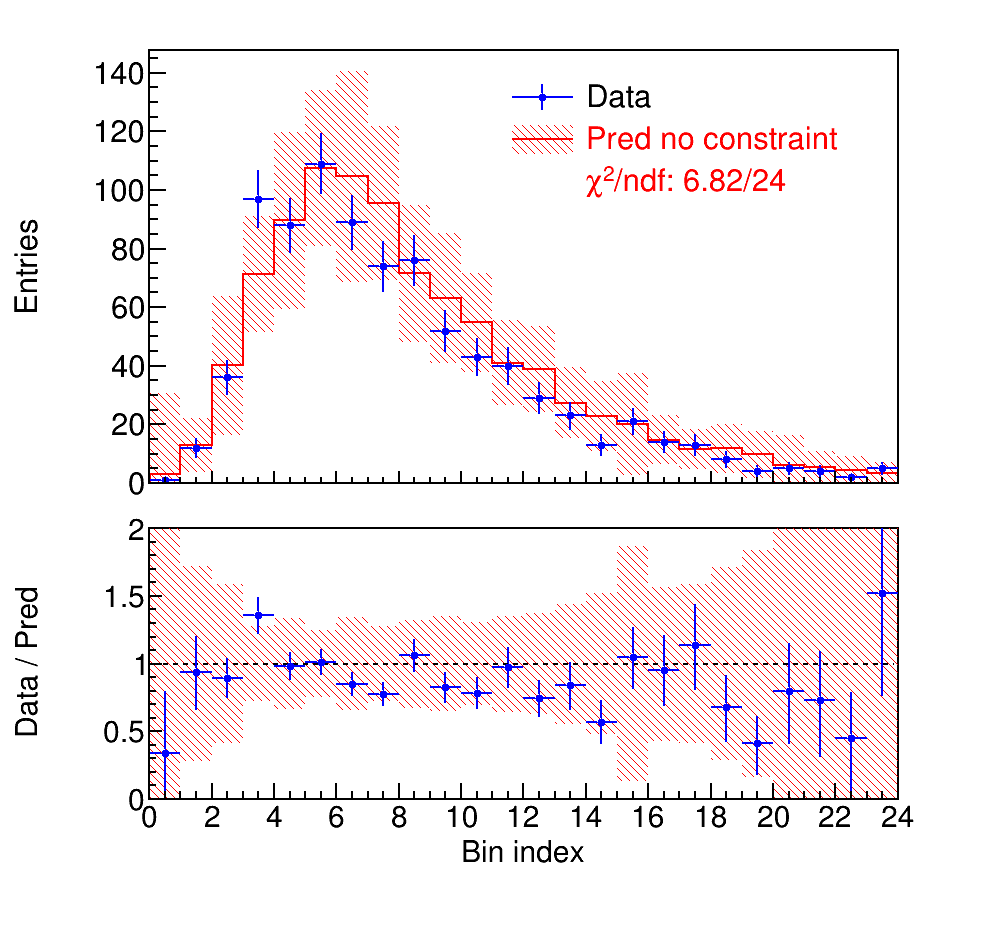 140
120
100
80
60
40
20
0
Entries
Data
Pred no constraint
χ²/ndf: 6.82/24
2
1.5
1
0.5
0
Data / Pred
0 2 4 6 8 10 12 14 16 18 20 22 24
Bin index